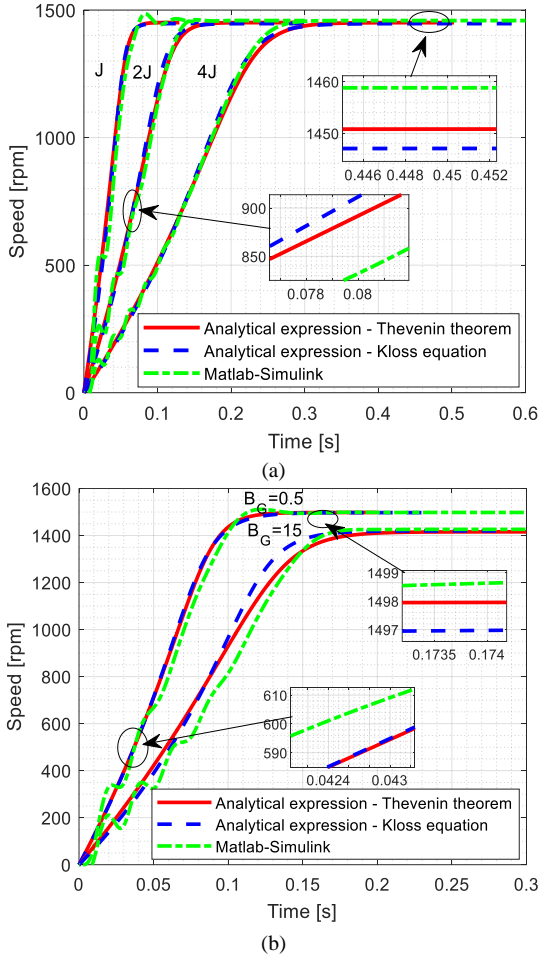 1500
1000
500
0
Speed [rpm]
J
2J
4J
1460
1450
0.446 0.448 0.45 0.452
900
850
0.078 0.08
Analytical expression - Thevenin theorem
Analytical expression - Kloss equation
Matlab-Simulink
0 0.1 0.2 0.3 0.4 0.5 0.6
Time [s]
(a)
1600
1400
1200
1000
800
600
400
200
0
Speed [rpm]
B_G=0.5
B_G=15
1499
1498
1497
0.1735 0.174
610
600
590
0.0424 0.043
Analytical expression - Thevenin theorem
Analytical expression - Kloss equation
Matlab-Simulink
0 0.05 0.1 0.15 0.2 0.25 0.3
Time [s]
(b)